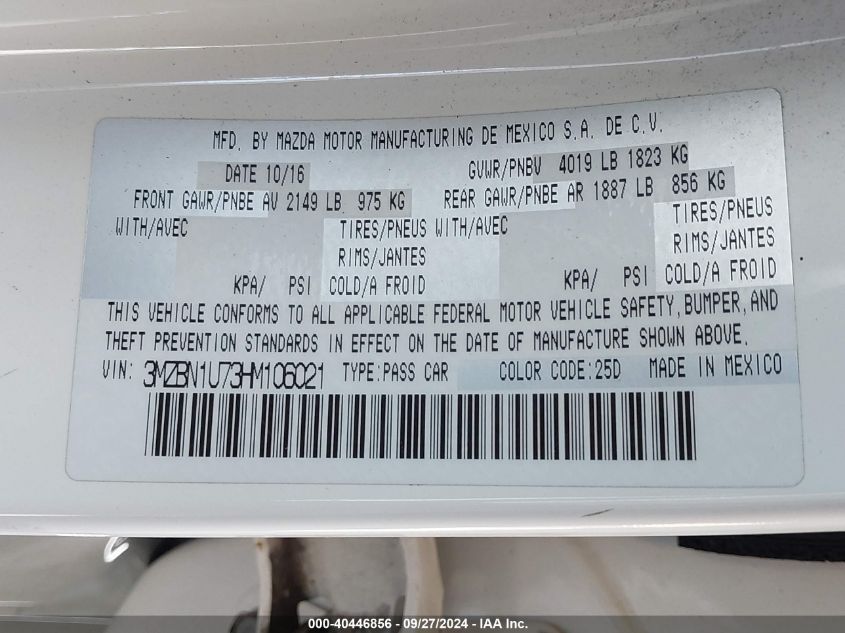 MFD. BY MAZDA MOTOR MANUFACTURING DE MEXICO S.A. DE C.V.
DATE 10/16 GVWR/PNBV 4019 LB 1823 KG
FRONT GAWR/PNBE AV 2149 LB 975 KG REAR GAWR/PNBE AR 1887 LB 856 KG
WITH/AVEC TIRES/PNEUS WITH/AVEC TIRES/PNEUS
RIMS/JANTES RIMS/JANTES
KPA/ PSI COLD/A FROID KPA/ PSI COLD/A FROID
THIS VEHICLE CONFORMS TO ALL APPLICABLE FEDERAL MOTOR VEHICLE SAFETY, BUMPER, AND
THEFT PREVENTION STANDARDS IN EFFECT ON THE DATE OF MANUFACTURE SHOWN ABOVE.
VIN: 3MZBN1U73HM106021 TYPE:PASS CAR COLOR CODE:25D MADE IN MEXICO
000-40446856 - 09/27/2024 - IAA Inc.